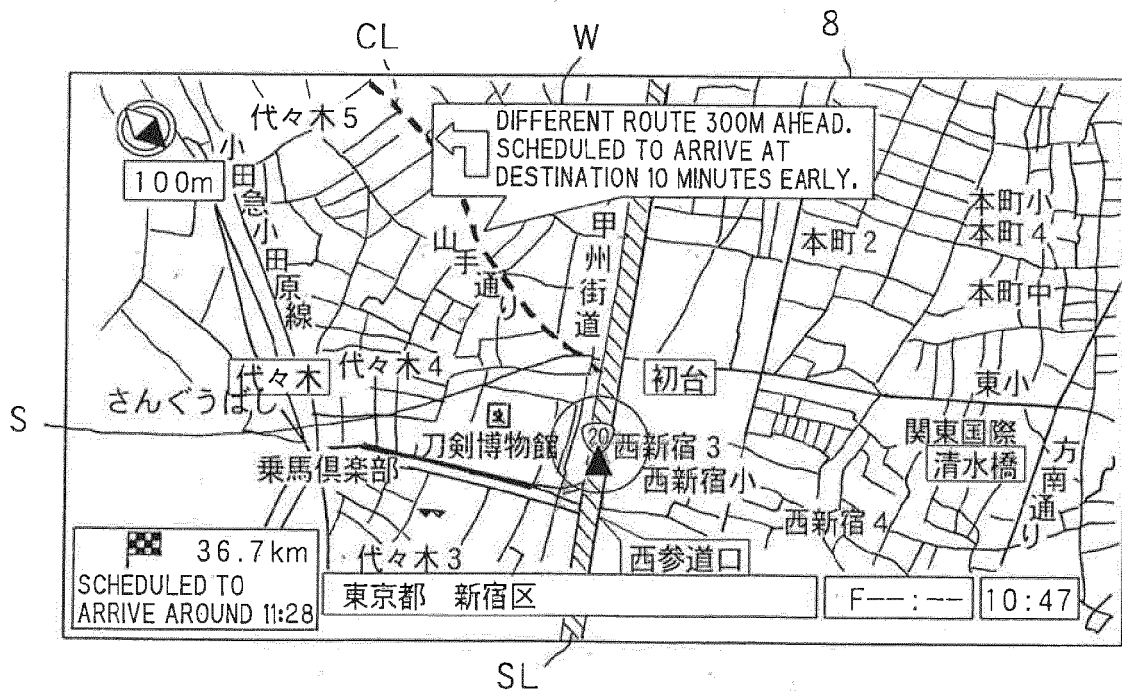 8
CL
W
代々木5
DIFFERENT ROUTE 300M AHEAD.
SCHEDULED TO ARRIVE AT
DESTINATION 10 MINUTES EARLY.
100m
小田急小田原線
山手通り
甲州街道
本町2
本町小
本町4
本町中
代々木
代々木4
初台
東小
さんぐうばし
S
刀剣博物館
20
西新宿3
関東国際
清水橋
方南通り
乗馬倶楽部
西新宿小
西新宿4
代々木3
西参道口
36.7km
SCHEDULED TO
ARRIVE AROUND 11:28
東京都 新宿区
F--:--
10:47
SL